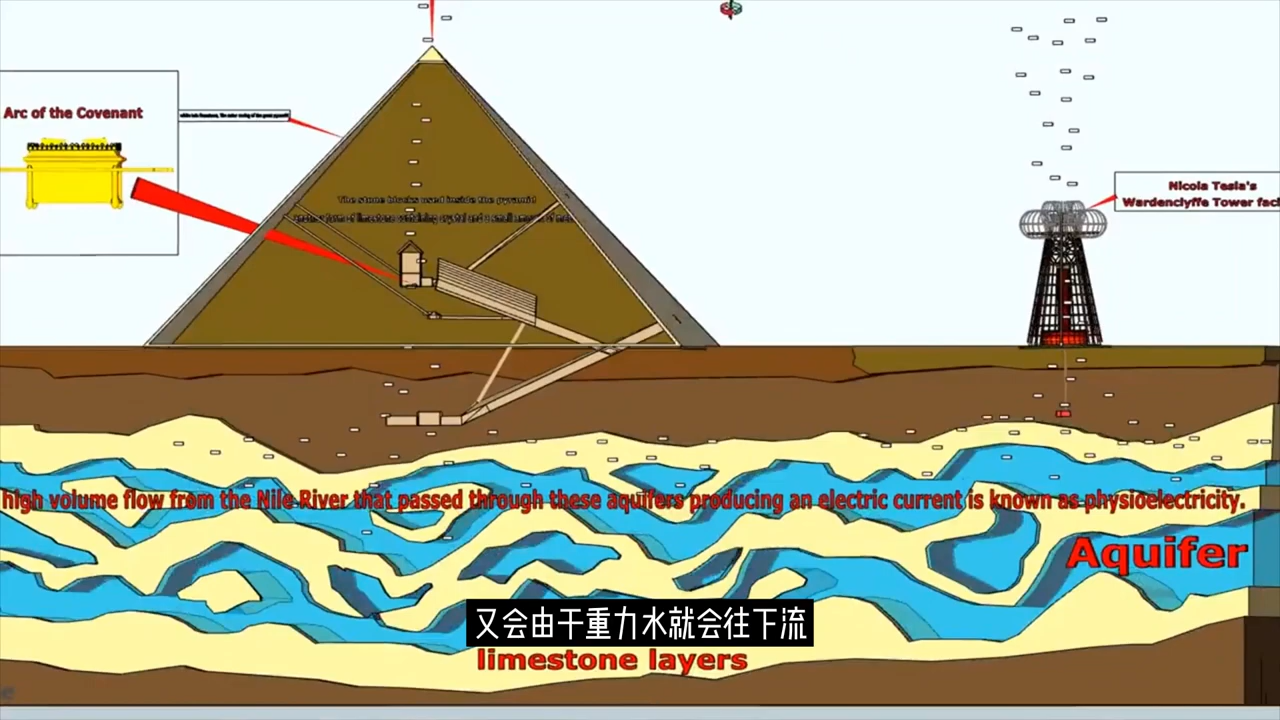 Arc of the Covenant
Nicola Tesla's
Wardenclyffe Tower faci
The stone blocks used inside the pyramid
high volume flow from the Nile River that passed through these aquifers producing an electric current is known as physioelectricity.
Aquifer
又会由于重力水就会往下流
limestone layers